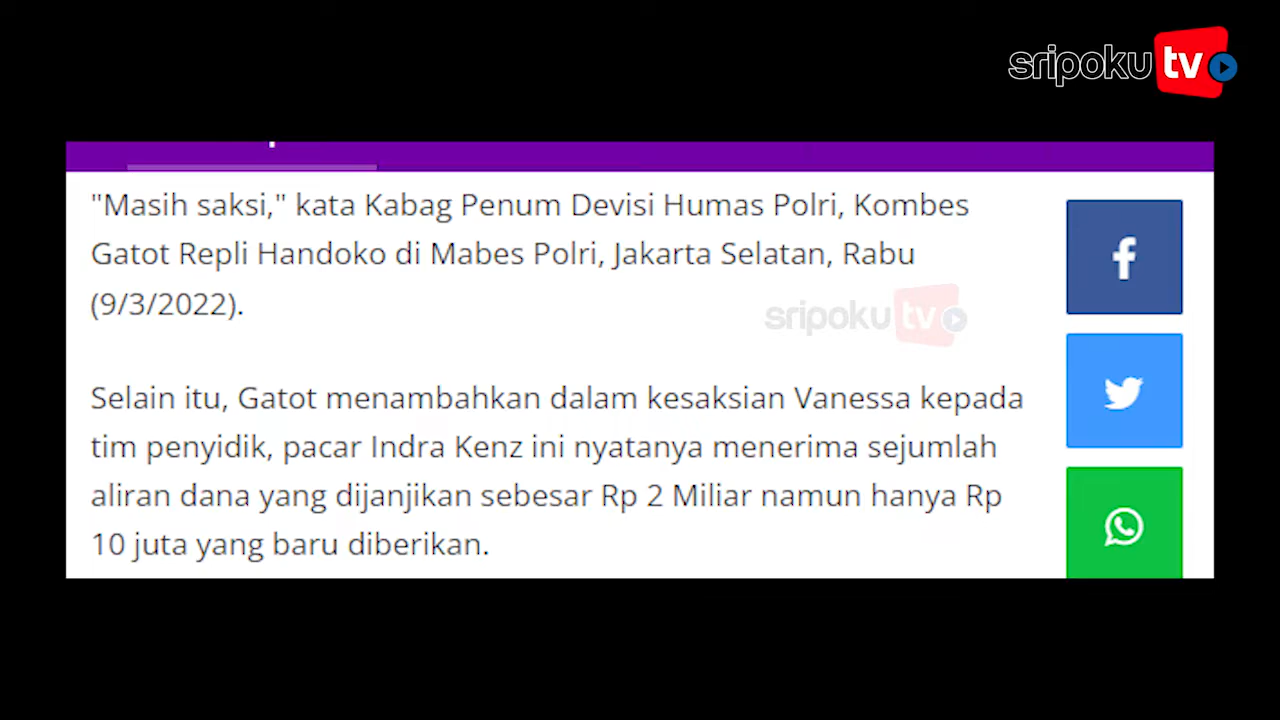 sripoku tv
"Masih saksi," kata Kabag Penum Devisi Humas Polri, Kombes
Gatot Repli Handoko di Mabes Polri, Jakarta Selatan, Rabu
(9/3/2022).
sripoku tv
Selain itu, Gatot menambahkan dalam kesaksian Vanessa kepada
tim penyidik, pacar Indra Kenz ini nyatanya menerima sejumlah
aliran dana yang dijanjikan sebesar Rp 2 Miliar namun hanya Rp
10 juta yang baru diberikan.